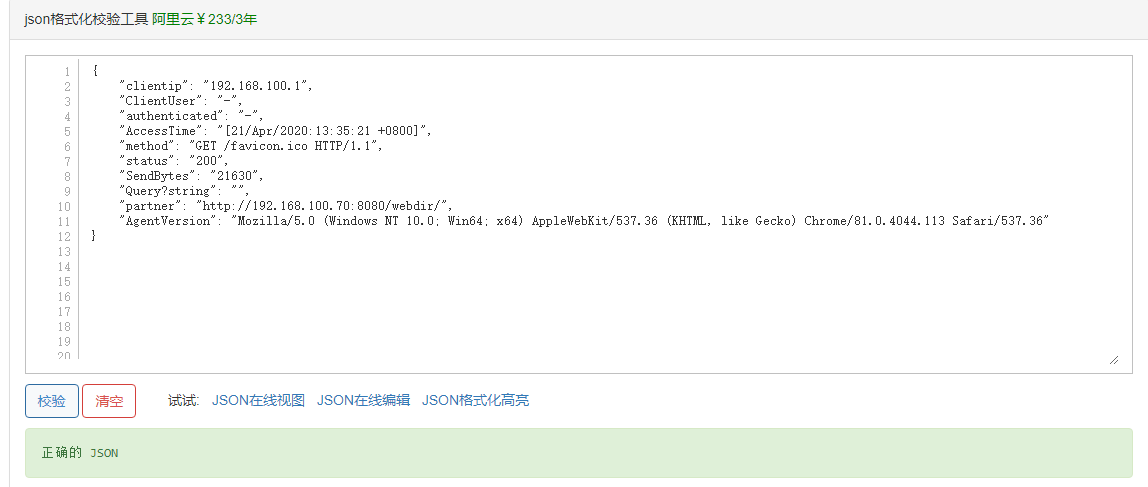 json格式化校验工具 阿里云￥233/3年
1 {
2 "clientip": "192.168.100.1",
3 "ClientUser": "-",
4 "authenticated": "-",
5 "AccessTime": "[21/Apr/2020:13:35:21 +0800]",
6 "method": "GET /favicon.ico HTTP/1.1",
7 "status": "200",
8 "SendBytes": "21630",
9 "Query?string": "",
10 "partner": "http://192.168.100.70:8080/webdir/",
11 "AgentVersion": "Mozilla/5.0 (Windows NT 10.0; Win64; x64) AppleWebKit/537.36 (KHTML, like Gecko) Chrome/81.0.4044.113 Safari/537.36"
12 }
13
14
15
16
17
18
19
20
校验 清空 试试: JSON在线视图 JSON在线编辑 JSON格式化高亮
正确的 JSON